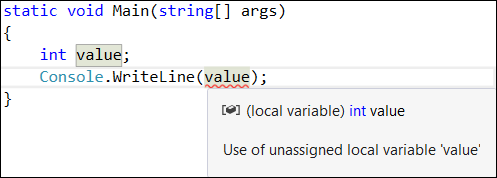 static void Main(string[] args)
{
int value;
Console.WriteLine(value);
}
(local variable) int value
Use of unassigned local variable 'value'